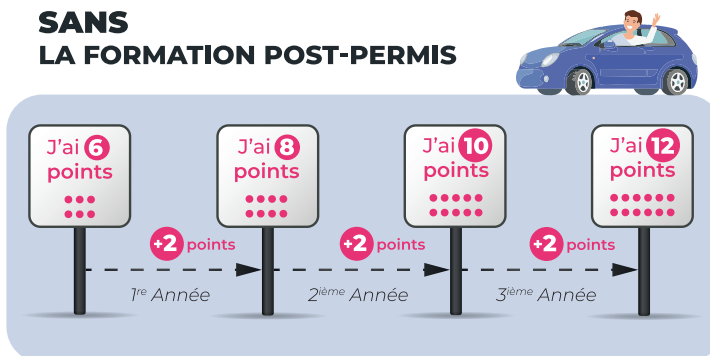 SANS
LA FORMATION POST-PERMIS
J'ai 6
points
J'ai 8
points
J'ai 10
points
J'ai 12
points
+2 points
+2 points
+2 points
1re Année
2ième Année
3ième Année